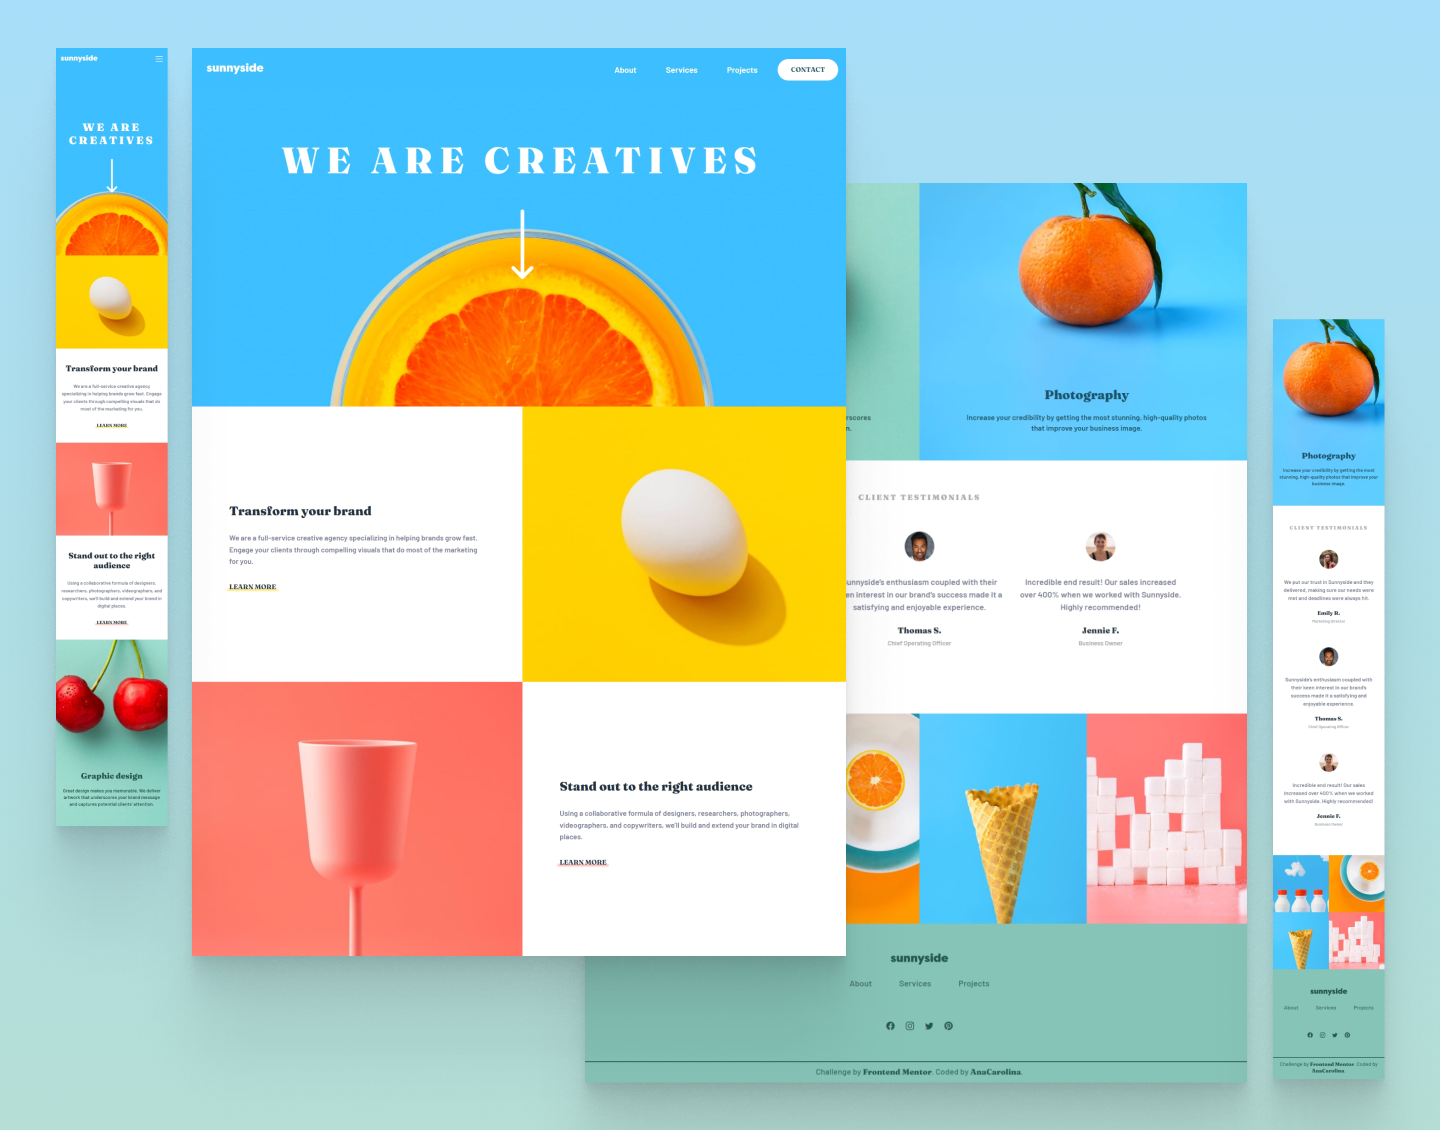 sunnyside
WE ARE
CREATIVES
Transform your brand
We are a full-service creative agency
specializing in helping brands grow fast. Engage
your clients through compelling visuals that do
most of the marketing for you.
LEARN MORE
Stand out to the right
audience
Using a collaborative formula of designers,
researchers, photographers, videographers, and
copywriters, we'll build and extend your brand in
digital places.
LEARN MORE
Graphic design
Great design makes you memorable. We deliver
artwork that underscores your brand message
and captures potential clients' attention.
sunnyside
About Services Projects CONTACT
WE ARE CREATIVES
Transform your brand
We are a full-service creative agency specializing in helping brands grow fast.
Engage your clients through compelling visuals that do most of the marketing
for you.
LEARN MORE
Stand out to the right audience
Using a collaborative formula of designers, researchers, photographers,
videographers, and copywriters, we'll build and extend your brand in digital
places.
LEARN MORE
rscores
n.
Photography
Increase your credibility by getting the most stunning, high-quality photos
that improve your business image.
CLIENT TESTIMONIALS
unnyside's enthusiasm coupled with their
en interest in our brand's success made it a
satisfying and enjoyable experience.
Thomas S.
Chief Operating Officer
Incredible end result! Our sales increased
over 400% when we worked with Sunnyside.
Highly recommended!
Jennie F.
Business Owner
sunnyside
About Services Projects
Challenge by Frontend Mentor. Coded by AnaCarolina.
Photography
Increase your credibility by getting the most
stunning, high-quality photos that improve your
business image.
CLIENT TESTIMONIALS
We put our trust in Sunnyside and they
delivered, making sure our needs were
met and deadlines were always hit.
Emily R.
Marketing Director
Sunnyside's enthusiasm coupled with
their keen interest in our brand's
success made it a satisfying and
enjoyable experience.
Thomas S.
Chief Operating Officer
Incredible end result! Our sales
increased over 400% when we worked
with Sunnyside. Highly recommended!
Jennie F.
Business Owner
sunnyside
About Services Projects
Challenge by Frontend Mentor. Coded by
AnaCarolina.